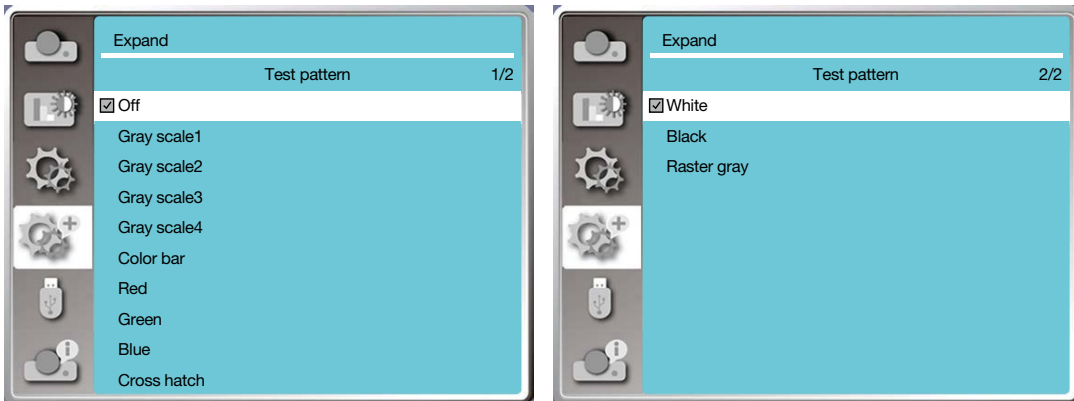 Expand
Test pattern 1/2
Off
Gray scale1
Gray scale2
Gray scale3
Gray scale4
Color bar
Red
Green
Blue
Cross hatch
Expand
Test pattern 2/2
White
Black
Raster gray